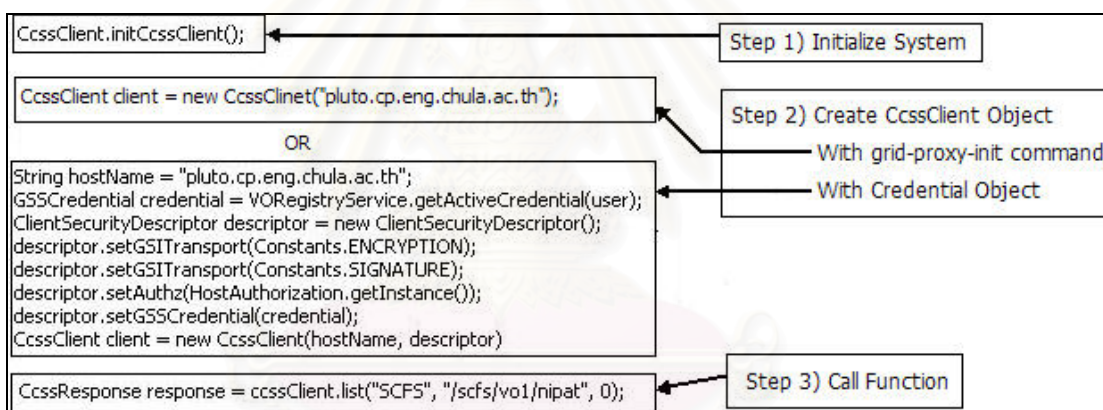 CcssClient.initCcssClient();
Step 1) Initialize System
CcssClient client = new CcssClinet("pluto.cp.eng.chula.ac.th");
Step 2) Create CcssClient Object
With grid-proxy-init command
With Credential Object
OR
String hostName = "pluto.cp.eng.chula.ac.th";
GSSCredential credential = VORegistryService.getActiveCredential(user);
ClientSecurityDescriptor descriptor = new ClientSecurityDescriptor();
descriptor.setGSITransport(Constants.ENCRYPTION);
descriptor.setGSITransport(Constants.SIGNATURE);
descriptor.setAuthz(HostAuthorization.getInstance());
descriptor.setGSSCredential(credential);
CcssClient client = new CcssClient(hostName, descriptor)
CcssResponse response = ccssClient.list("SCFS", "/scfs/vo1/nipat", 0);
Step 3) Call Function